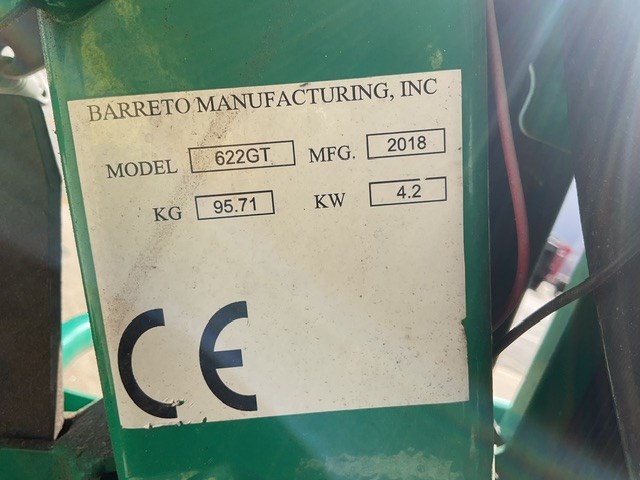 BARRETO MANUFACTURING, INC
MODEL 622GT MFG. 2018
KG 95.71 KW 4.2
CE